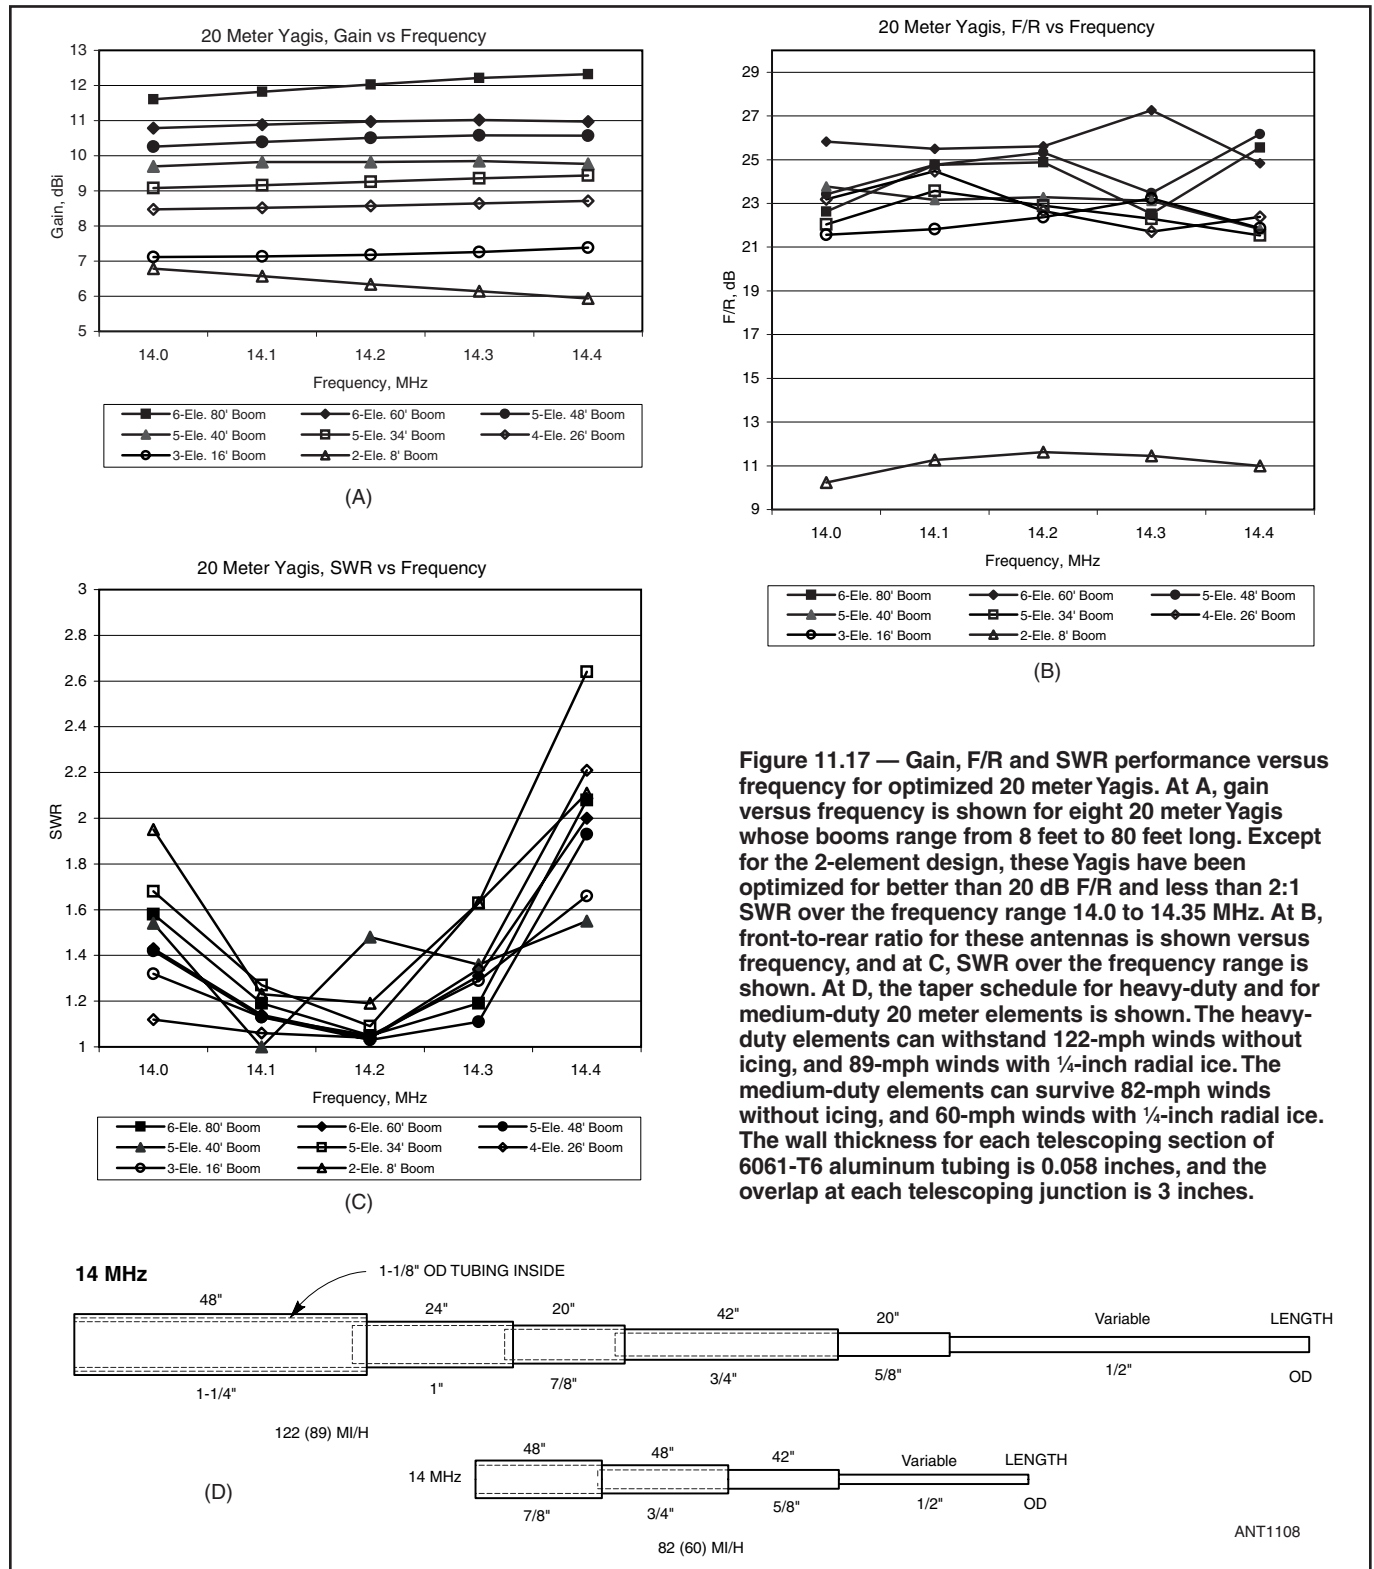 20 Meter Yagis, Gain vs Frequency
13
12
11
10
9
8
7
6
5
Gain, dBi
14.0 14.1 14.2 14.3 14.4
Frequency, MHz
6-Ele. 80' Boom 6-Ele. 60' Boom 5-Ele. 48' Boom
5-Ele. 40' Boom 5-Ele. 34' Boom 4-Ele. 26' Boom
3-Ele. 16' Boom 2-Ele. 8' Boom
(A)
20 Meter Yagis, F/R vs Frequency
29
27
25
23
21
19
17
15
13
11
9
F/R, dB
14.0 14.1 14.2 14.3 14.4
Frequency, MHz
6-Ele. 80' Boom 6-Ele. 60' Boom 5-Ele. 48' Boom
5-Ele. 40' Boom 5-Ele. 34' Boom 4-Ele. 26' Boom
3-Ele. 16' Boom 2-Ele. 8' Boom
(B)
20 Meter Yagis, SWR vs Frequency
3
2.8
2.6
2.4
2.2
2
1.8
1.6
1.4
1.2
1
SWR
14.0 14.1 14.2 14.3 14.4
Frequency, MHz
6-Ele. 80' Boom 6-Ele. 60' Boom 5-Ele. 48' Boom
5-Ele. 40' Boom 5-Ele. 34' Boom 4-Ele. 26' Boom
3-Ele. 16' Boom 2-Ele. 8' Boom
(C)
Figure 11.17 — Gain, F/R and SWR performance versus
frequency for optimized 20 meter Yagis. At A, gain
versus frequency is shown for eight 20 meter Yagis
whose booms range from 8 feet to 80 feet long. Except
for the 2-element design, these Yagis have been
optimized for better than 20 dB F/R and less than 2:1
SWR over the frequency range 14.0 to 14.35 MHz. At B,
front-to-rear ratio for these antennas is shown versus
frequency, and at C, SWR over the frequency range is
shown. At D, the taper schedule for heavy-duty and for
medium-duty 20 meter elements is shown. The heavy-
duty elements can withstand 122-mph winds without
icing, and 89-mph winds with ¼-inch radial ice. The
medium-duty elements can survive 82-mph winds
without icing, and 60-mph winds with ¼-inch radial ice.
The wall thickness for each telescoping section of
6061-T6 aluminum tubing is 0.058 inches, and the
overlap at each telescoping junction is 3 inches.
14 MHz
1-1/8" OD TUBING INSIDE
48" 24" 20" 42" 20" Variable LENGTH
1-1/4" 1" 7/8" 3/4" 5/8" 1/2" OD
122 (89) MI/H
(D)
14 MHz
48" 48" 42" Variable LENGTH
7/8" 3/4" 5/8" 1/2" OD
82 (60) MI/H
ANT1108